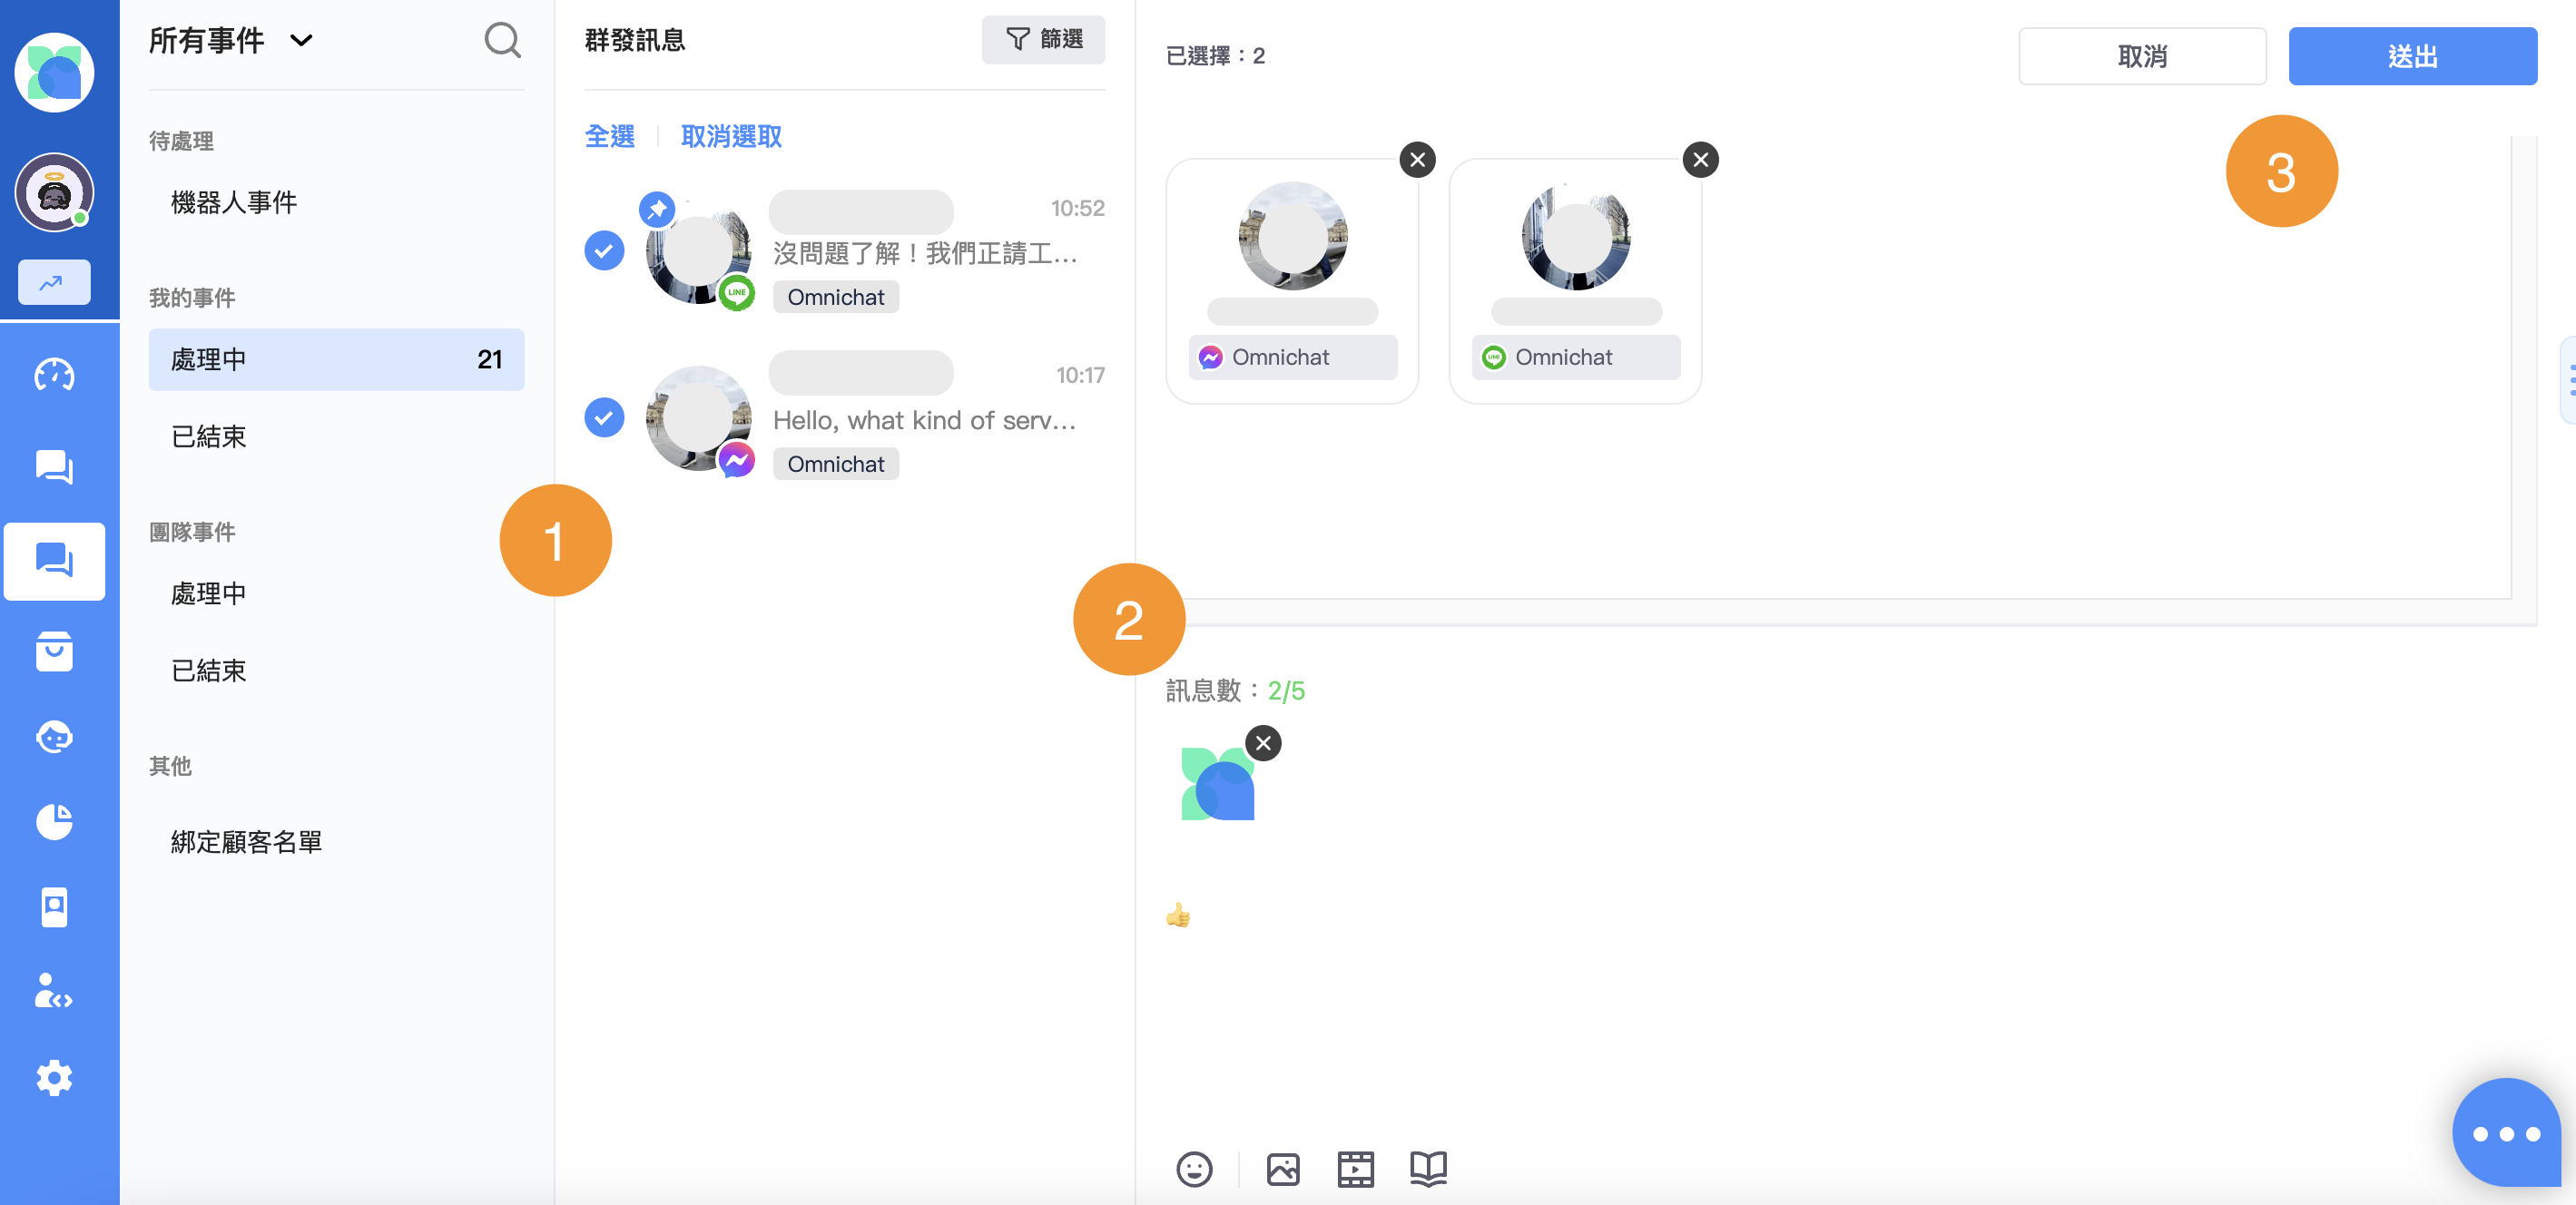 所有事件
待處理
機器人事件
我的事件
處理中 21
已結束
團隊事件
處理中
已結束
其他
綁定顧客名單
1
群發訊息
篩選
全選 取消選取
10:52
沒問題了解！我們正請工...
LINE
Omnichat
10:17
Hello, what kind of serv...
Omnichat
2
已選擇：2
取消
送出
3
Omnichat
LINE Omnichat
訊息數：2/5